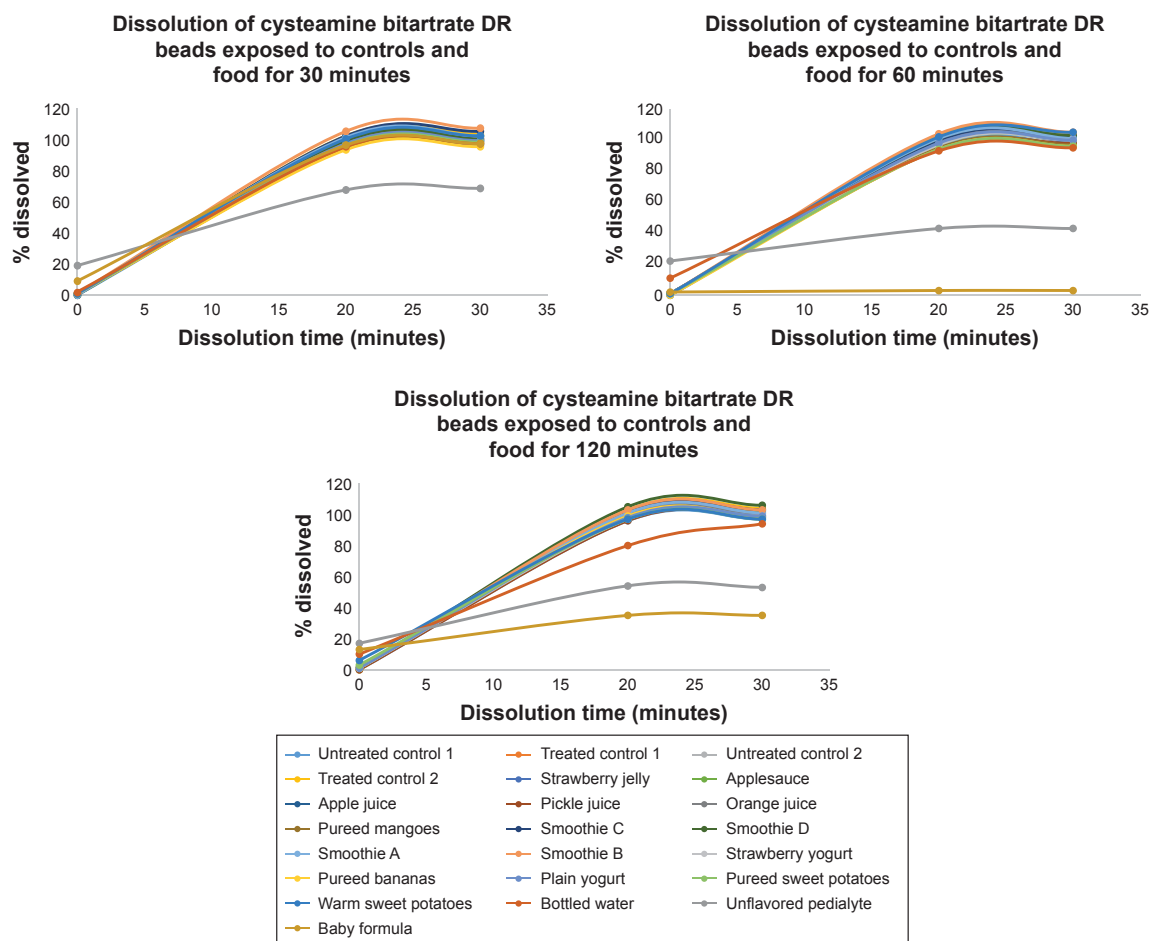 Dissolution of cysteamine bitartrate DR
beads exposed to controls and
food for 30 minutes
% dissolved
120
100
80
60
40
20
0
0 5 10 15 20 25 30 35
Dissolution time (minutes)
Dissolution of cysteamine bitartrate DR
beads exposed to controls and
food for 60 minutes
% dissolved
120
100
80
60
40
20
0
0 5 10 15 20 25 30 35
Dissolution time (minutes)
Dissolution of cysteamine bitartrate DR
beads exposed to controls and
food for 120 minutes
% dissolved
120
100
80
60
40
20
0
0 5 10 15 20 25 30 35
Dissolution time (minutes)
Untreated control 1 Treated control 1 Untreated control 2
Treated control 2 Strawberry jelly Applesauce
Apple juice Pickle juice Orange juice
Pureed mangoes Smoothie C Smoothie D
Smoothie A Smoothie B Strawberry yogurt
Pureed bananas Plain yogurt Pureed sweet potatoes
Warm sweet potatoes Bottled water Unflavored pedialyte
Baby formula